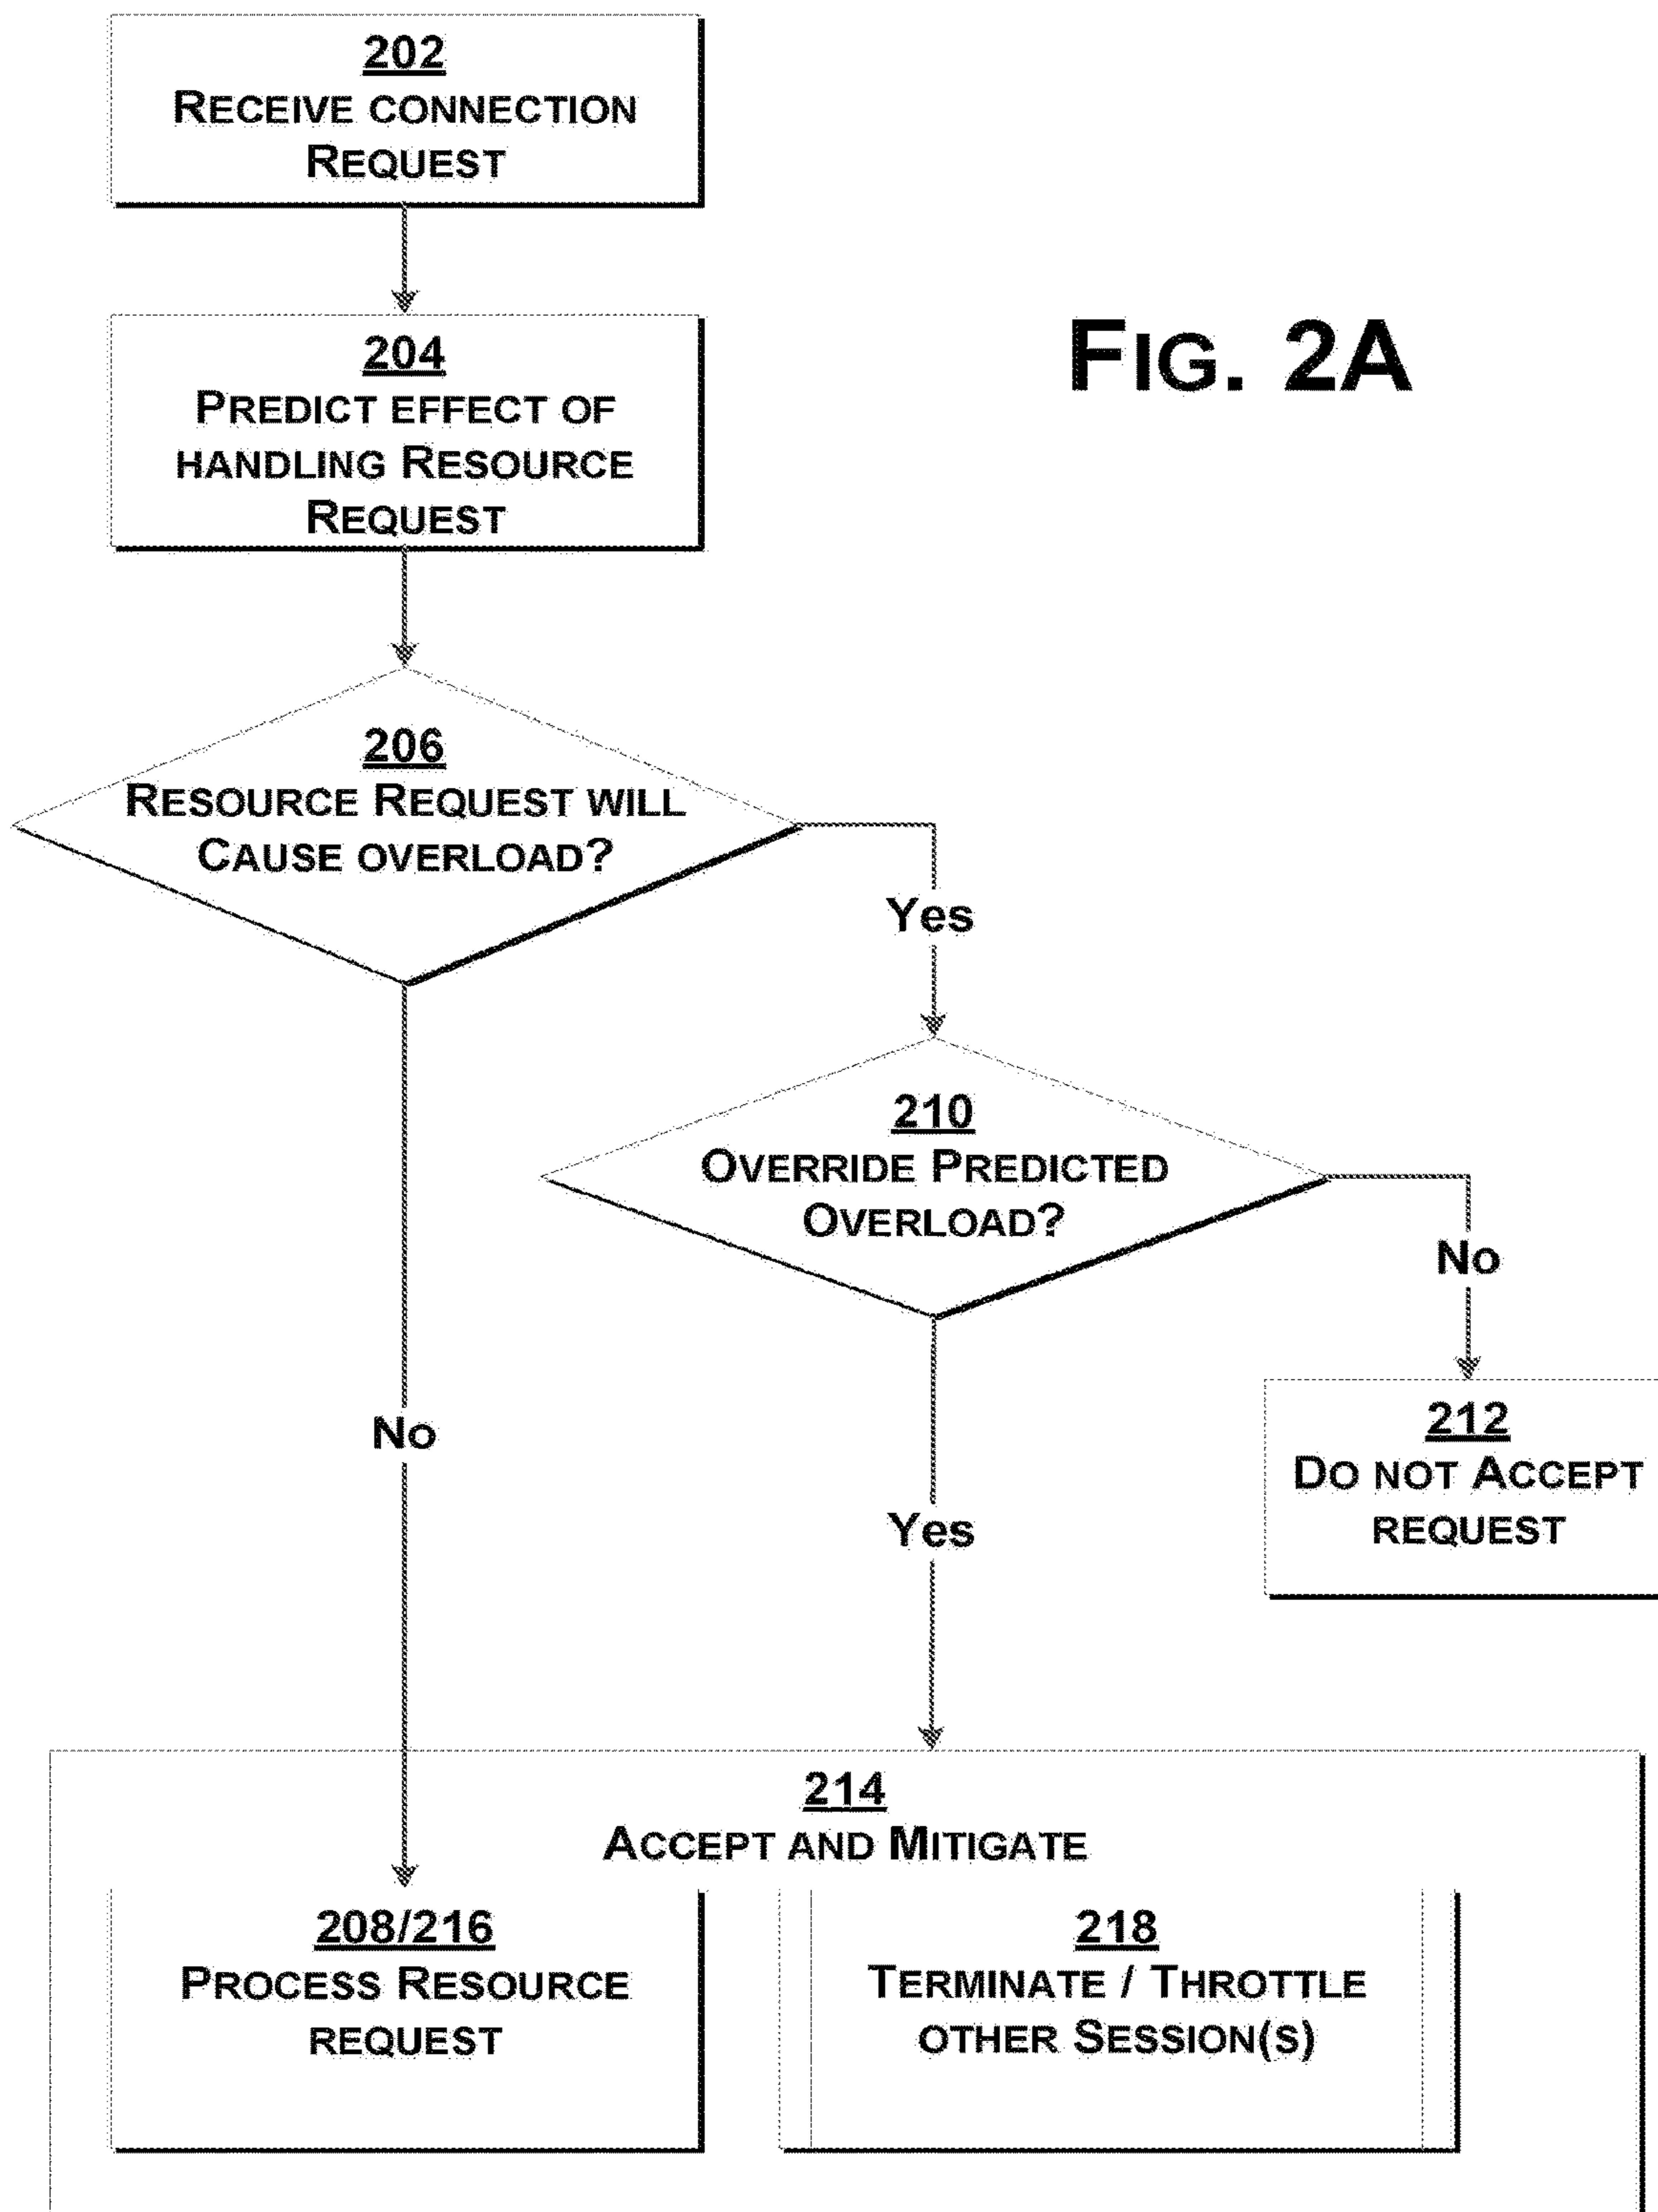 202
RECEIVE CONNECTION
REQUEST
FIG. 2A
204
PREDICT EFFECT OF
HANDLING RESOURCE
REQUEST
206
RESOURCE REQUEST WILL
CAUSE OVERLOAD?
Yes
210
OVERRIDE PREDICTED
OVERLOAD?
No
No
212
DO NOT ACCEPT
REQUEST
Yes
214
ACCEPT AND MITIGATE
208/216
PROCESS RESOURCE
REQUEST
218
TERMINATE / THROTTLE
OTHER SESSION(S)